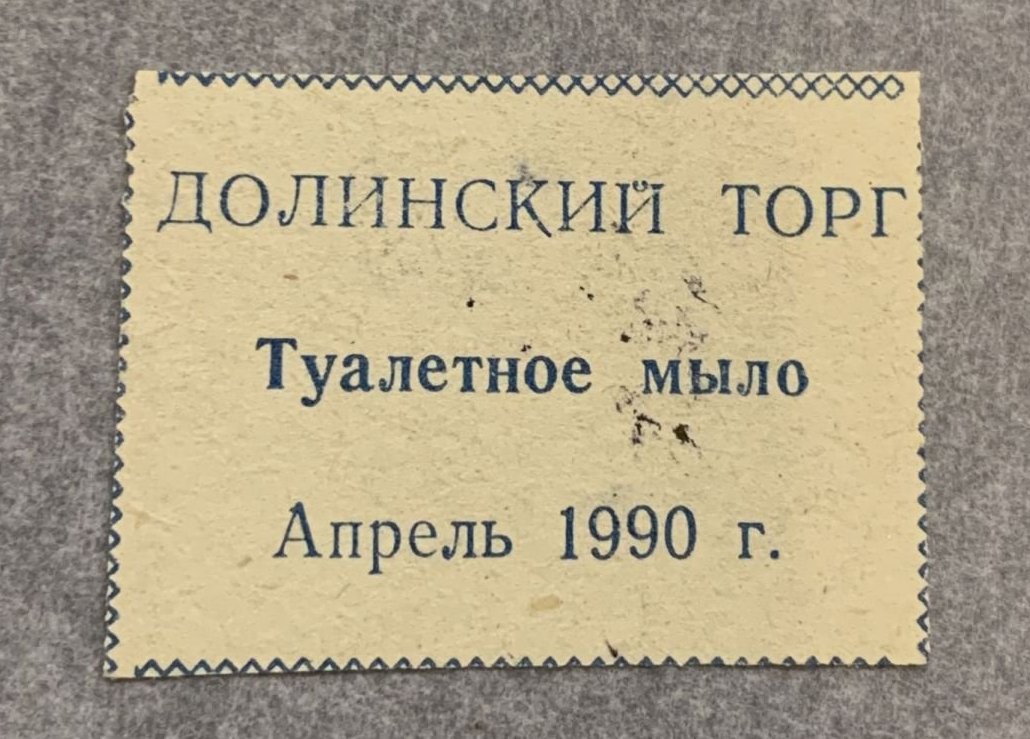 ДОЛИНСКИЙ ТОРГ
Туалетное мыло
Апрель 1990 г.